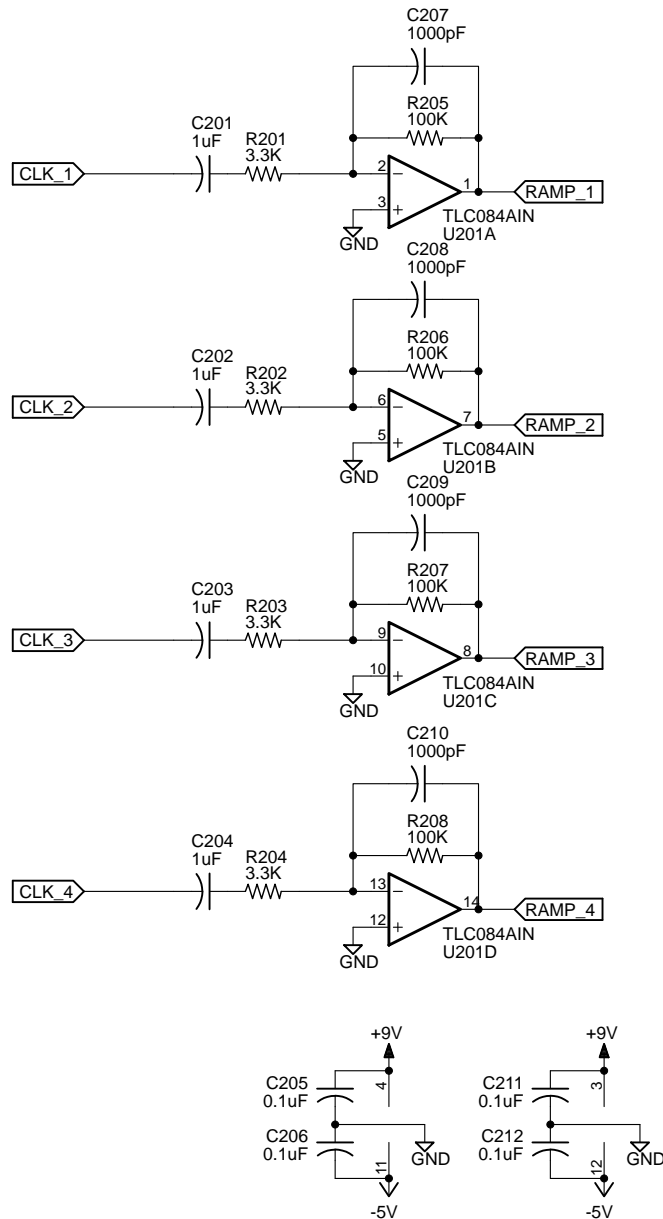 C207
1000pF
R205
100K
C201
1uF
R201
3.3K
CLK_1
2
3
1
RAMP_1
TLC084AIN
U201A
GND
C208
1000pF
R206
100K
C202
1uF
R202
3.3K
CLK_2
6
5
7
RAMP_2
TLC084AIN
U201B
GND
C209
1000pF
R207
100K
C203
1uF
R203
3.3K
CLK_3
9
10
8
RAMP_3
TLC084AIN
U201C
GND
C210
1000pF
R208
100K
C204
1uF
R204
3.3K
CLK_4
13
12
14
RAMP_4
TLC084AIN
U201D
GND
+9V
C205
0.1uF
4
C206
0.1uF
GND
11
-5V
+9V
C211
0.1uF
3
C212
0.1uF
GND
12
-5V